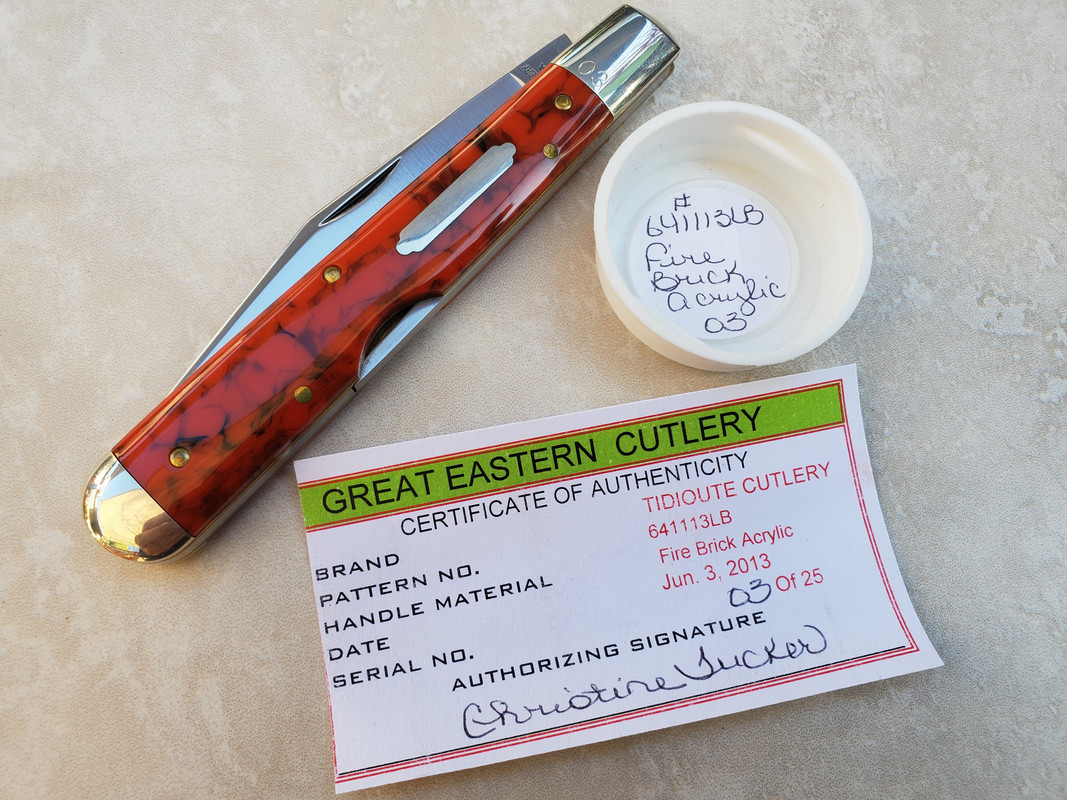 #
641113LB
Fire
Brick
Acrylic
03
GREAT EASTERN CUTLERY
CERTIFICATE OF AUTHENTICITY
BRAND TIDIOUTE CUTLERY
PATTERN NO. 641113LB
HANDLE MATERIAL Fire Brick Acrylic
DATE Jun. 3, 2013
SERIAL NO. 03 Of 25
AUTHORIZING SIGNATURE
Christine Tucker